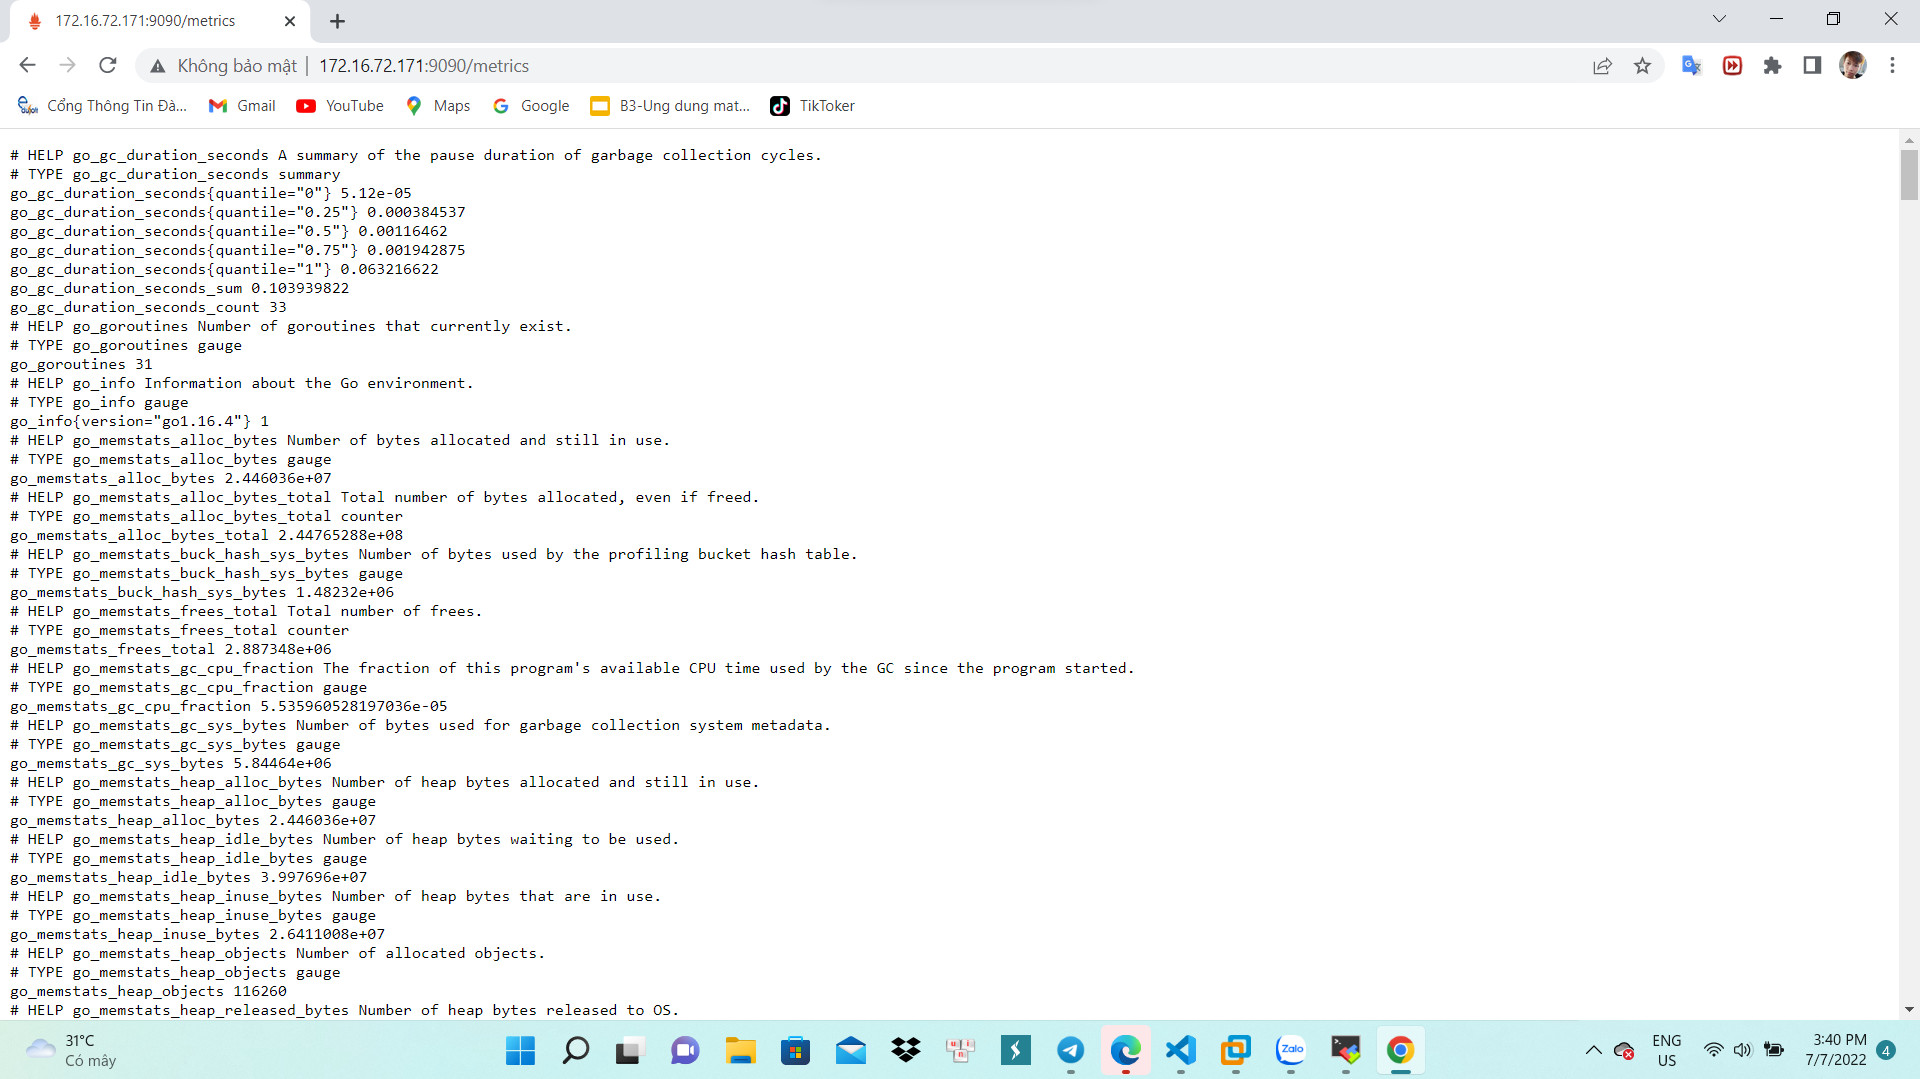 172.16.72.171:9090/metrics
Không bảo mật | 172.16.72.171:9090/metrics
Cổng Thông Tin Đà... Gmail YouTube Maps Google B3-Ung dung mat... TikToker
# HELP go_gc_duration_seconds A summary of the pause duration of garbage collection cycles.
# TYPE go_gc_duration_seconds summary
go_gc_duration_seconds{quantile="0"} 5.12e-05
go_gc_duration_seconds{quantile="0.25"} 0.000384537
go_gc_duration_seconds{quantile="0.5"} 0.00116462
go_gc_duration_seconds{quantile="0.75"} 0.001942875
go_gc_duration_seconds{quantile="1"} 0.063216622
go_gc_duration_seconds_sum 0.103939822
go_gc_duration_seconds_count 33
# HELP go_goroutines Number of goroutines that currently exist.
# TYPE go_goroutines gauge
go_goroutines 31
# HELP go_info Information about the Go environment.
# TYPE go_info gauge
go_info{version="go1.16.4"} 1
# HELP go_memstats_alloc_bytes Number of bytes allocated and still in use.
# TYPE go_memstats_alloc_bytes gauge
go_memstats_alloc_bytes 2.446036e+07
# HELP go_memstats_alloc_bytes_total Total number of bytes allocated, even if freed.
# TYPE go_memstats_alloc_bytes_total counter
go_memstats_alloc_bytes_total 2.44765288e+08
# HELP go_memstats_buck_hash_sys_bytes Number of bytes used by the profiling bucket hash table.
# TYPE go_memstats_buck_hash_sys_bytes gauge
go_memstats_buck_hash_sys_bytes 1.48232e+06
# HELP go_memstats_frees_total Total number of frees.
# TYPE go_memstats_frees_total counter
go_memstats_frees_total 2.887348e+06
# HELP go_memstats_gc_cpu_fraction The fraction of this program's available CPU time used by the GC since the program started.
# TYPE go_memstats_gc_cpu_fraction gauge
go_memstats_gc_cpu_fraction 5.535960528197036e-05
# HELP go_memstats_gc_sys_bytes Number of bytes used for garbage collection system metadata.
# TYPE go_memstats_gc_sys_bytes gauge
go_memstats_gc_sys_bytes 5.84464e+06
# HELP go_memstats_heap_alloc_bytes Number of heap bytes allocated and still in use.
# TYPE go_memstats_heap_alloc_bytes gauge
go_memstats_heap_alloc_bytes 2.446036e+07
# HELP go_memstats_heap_idle_bytes Number of heap bytes waiting to be used.
# TYPE go_memstats_heap_idle_bytes gauge
go_memstats_heap_idle_bytes 3.997696e+07
# HELP go_memstats_heap_inuse_bytes Number of heap bytes that are in use.
# TYPE go_memstats_heap_inuse_bytes gauge
go_memstats_heap_inuse_bytes 2.6411008e+07
# HELP go_memstats_heap_objects Number of allocated objects.
# TYPE go_memstats_heap_objects gauge
go_memstats_heap_objects 116260
# HELP go_memstats_heap_released_bytes Number of heap bytes released to OS.
31°C
Có mây
Zalo
ENG
US
3:40 PM
7/7/2022
4